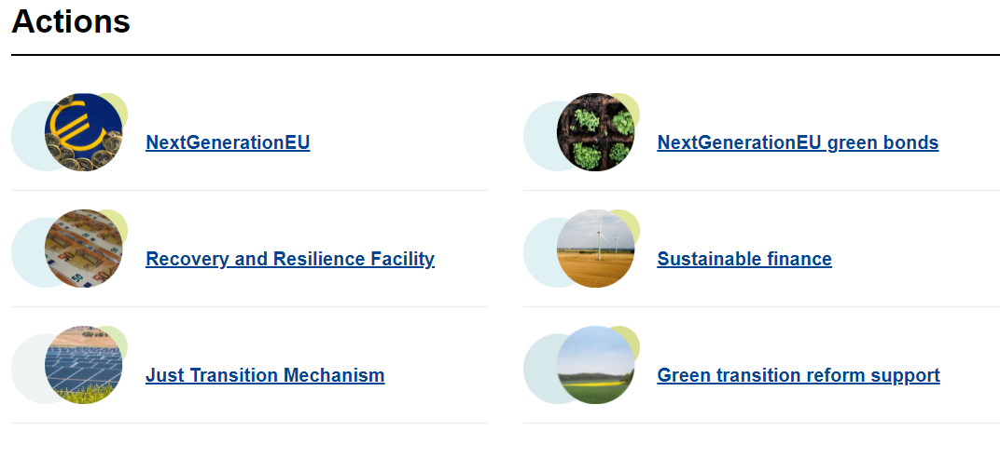 Actions
NextGenerationEU
NextGenerationEU green bonds
Recovery and Resilience Facility
Sustainable finance
Just Transition Mechanism
Green transition reform support